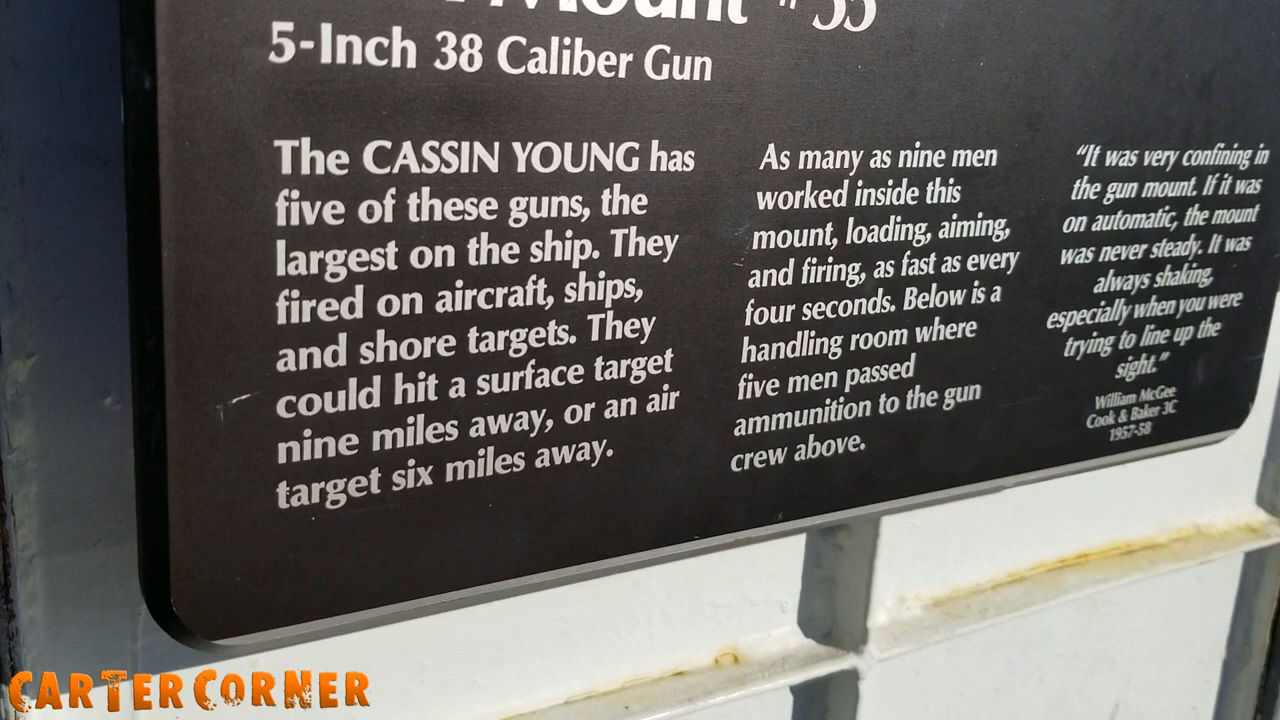 Mount #55
5-Inch 38 Caliber Gun
The CASSIN YOUNG has
five of these guns, the
largest on the ship. They
fired on aircraft, ships,
and shore targets. They
could hit a surface target
nine miles away, or an air
target six miles away.
As many as nine men
worked inside this
mount, loading, aiming,
and firing, as fast as every
four seconds. Below is a
handling room where
five men passed
ammunition to the gun
crew above.
"It was very confining in
the gun mount. If it was
on automatic, the mount
was never steady. It was
always shaking,
especially when you were
trying to line up the
sight."
William McGee
Cook & Baker 3C
1957-58
CARTER CORNER